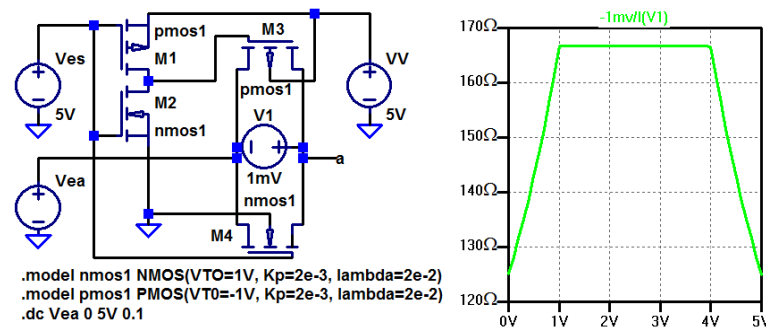 pmos1
M3
Ves
M1
VV
M2
pmos1
5V
nmos1
V1
5V
1mV
a
Vea
nmos1
M4
.model nmos1 NMOS(VTO=1V, Kp=2e-3, lambda=2e-2)
.model pmos1 PMOS(VT0=-1V, Kp=2e-3, lambda=2e-2)
.dc Vea 0 5V 0.1
-1mv/I(V1)
170Ω
160Ω
150Ω
140Ω
130Ω
120Ω
0V 1V 2V 3V 4V 5V